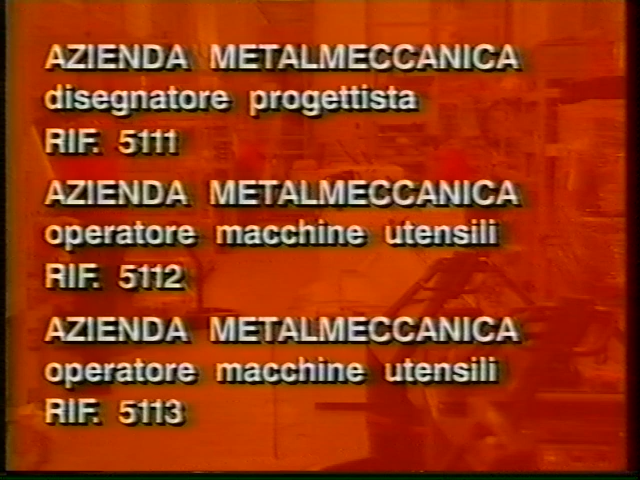 AZIENDA METALMECCANICA
disegnatore progettista
RIF. 5111
AZIENDA METALMECCANICA
operatore macchine utensili
RIF. 5112
AZIENDA METALMECCANICA
operatore macchine utensili
RIF. 5113